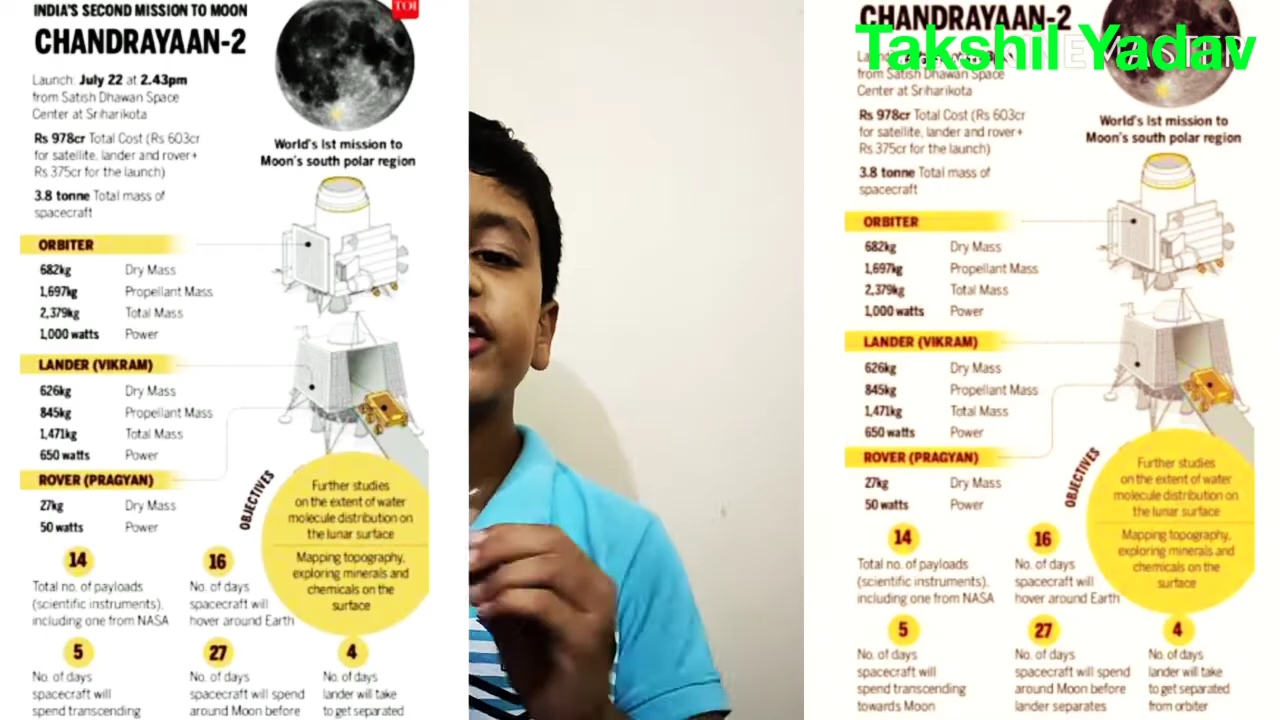 INDIA'S SECOND MISSION TO MOON
TOI
CHANDRAYAAN-2
Launch: July 22 at 2.43pm
from Satish Dhawan Space
Center at Sriharikota
Rs 978cr Total Cost (Rs 603cr
for satellite, lander and rover+
Rs 375cr for the launch)
3.8 tonne Total mass of
spacecraft
World's Ist mission to
Moon's south polar region
ORBITER
682kg Dry Mass
1,697kg Propellant Mass
2,379kg Total Mass
1,000 watts Power
LANDER (VIKRAM)
626kg Dry Mass
845kg Propellant Mass
1,471kg Total Mass
650 watts Power
ROVER (PRAGYAN)
27kg Dry Mass
50 watts Power
OBJECTIVES
Further studies
on the extent of water
molecule distribution on
the lunar surface
Mapping topography,
exploring minerals and
chemicals on the
surface
14
Total no. of payloads
(scientific instruments),
including one from NASA
16
No. of days
spacecraft will
hover around Earth
5
No. of days
spacecraft will
spend transcending
27
No. of days
spacecraft will spend
around Moon before
4
No. of days
lander will take
to get separated
CHANDRAYAAN-2
Takshil Yadav
from Satish Dhawan Space
Center at Sriharikota
Rs 978cr Total Cost (Rs 603cr
for satellite, lander and rover+
Rs 375cr for the launch)
3.8 tonne Total mass of
spacecraft
World's Ist mission to
Moon's south polar region
ORBITER
682kg Dry Mass
1,697kg Propellant Mass
2,379kg Total Mass
1,000 watts Power
LANDER (VIKRAM)
626kg Dry Mass
845kg Propellant Mass
1,471kg Total Mass
650 watts Power
ROVER (PRAGYAN)
27kg Dry Mass
50 watts Power
OBJECTIVES
Further studies
on the extent of water
molecule distribution on
the lunar surface
Mapping topography,
exploring minerals and
chemicals on the
surface
14
Total no. of payloads
(scientific instruments),
including one from NASA
16
No. of days
spacecraft will
hover around Earth
5
No. of days
spacecraft will
spend transcending
towards Moon
27
No. of days
spacecraft will spend
around Moon before
lander separates
4
No. of days
lander will take
to get separated
from orbiter